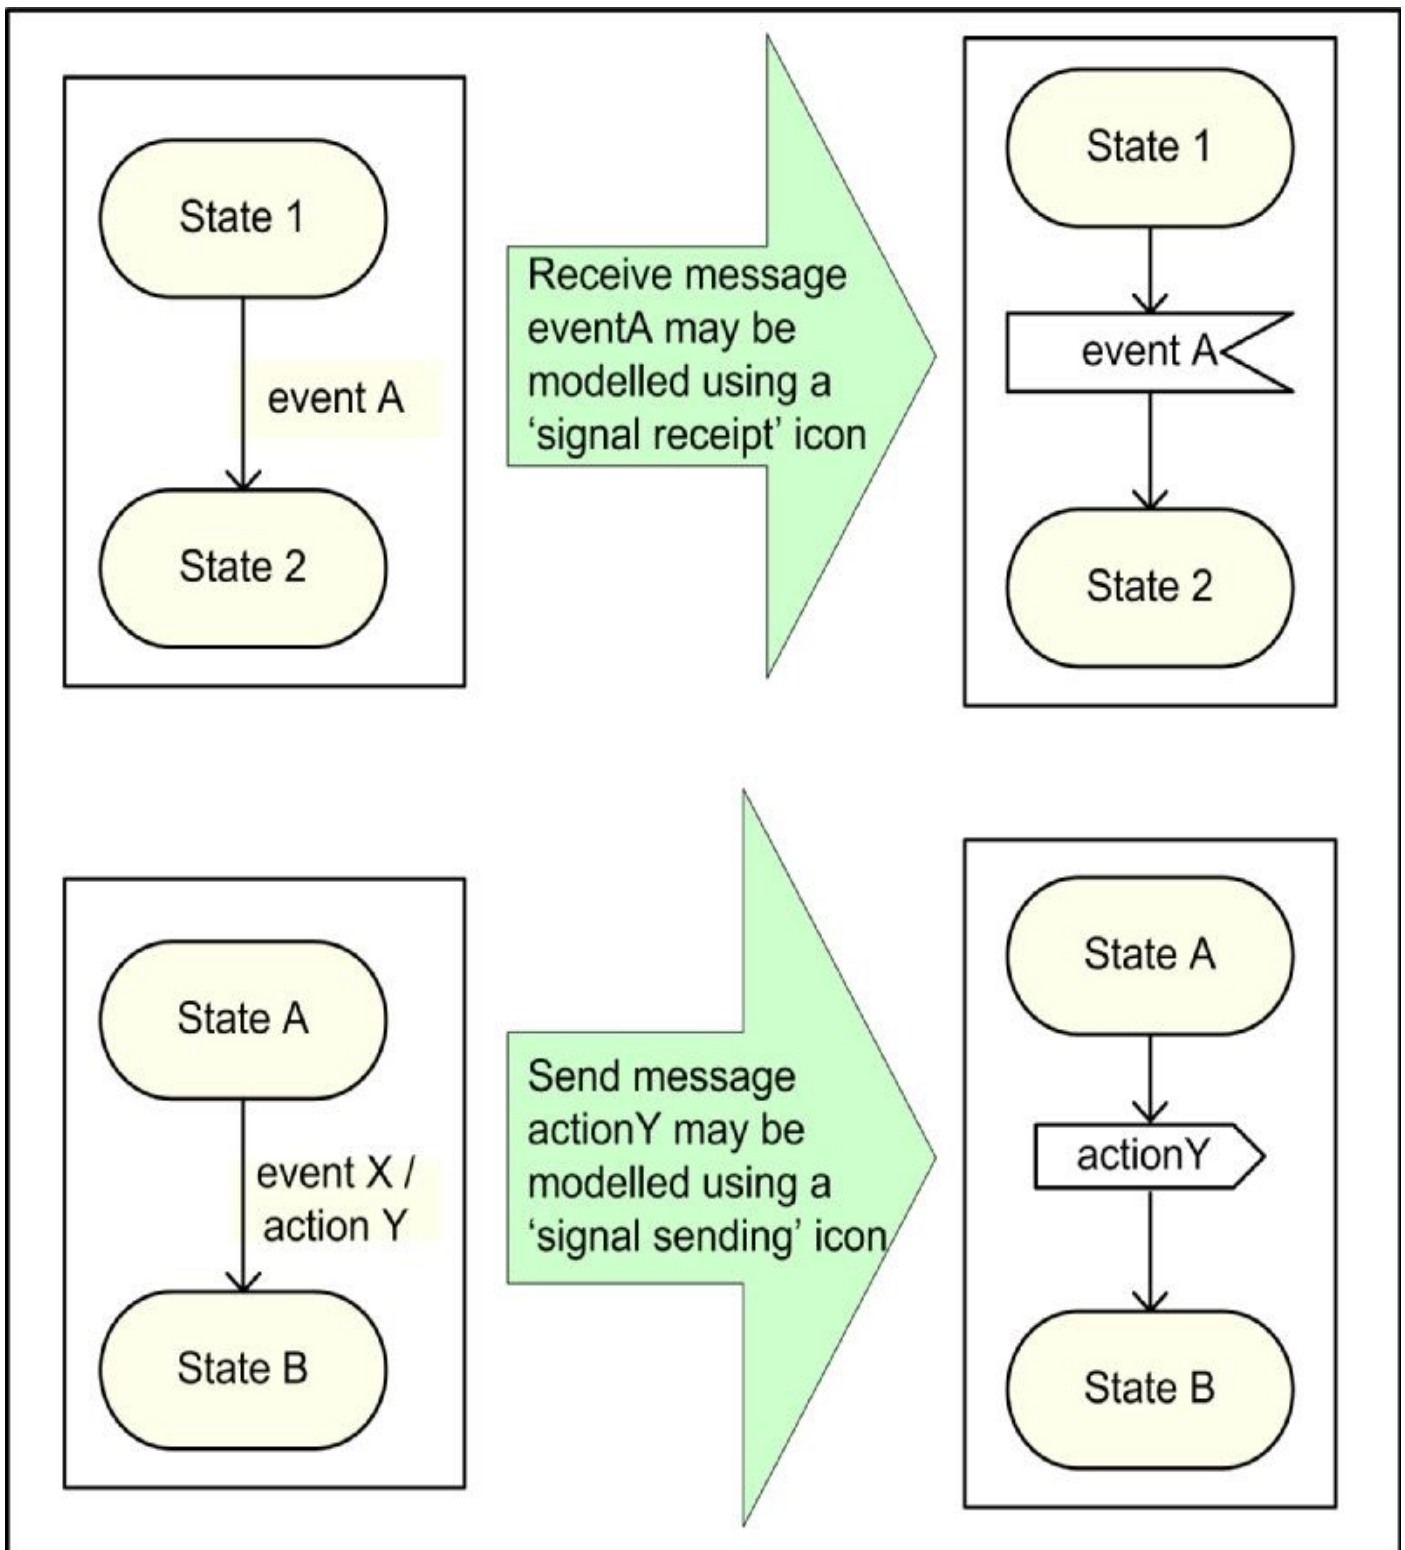 State 1
event A
State 2
Receive message
eventA may be
modelled using a
‘signal receipt’ icon
State 1
event A
State 2
State A
event X /
action Y
State B
Send message
actionY may be
modelled using a
‘signal sending’ icon
State A
actionY
State B